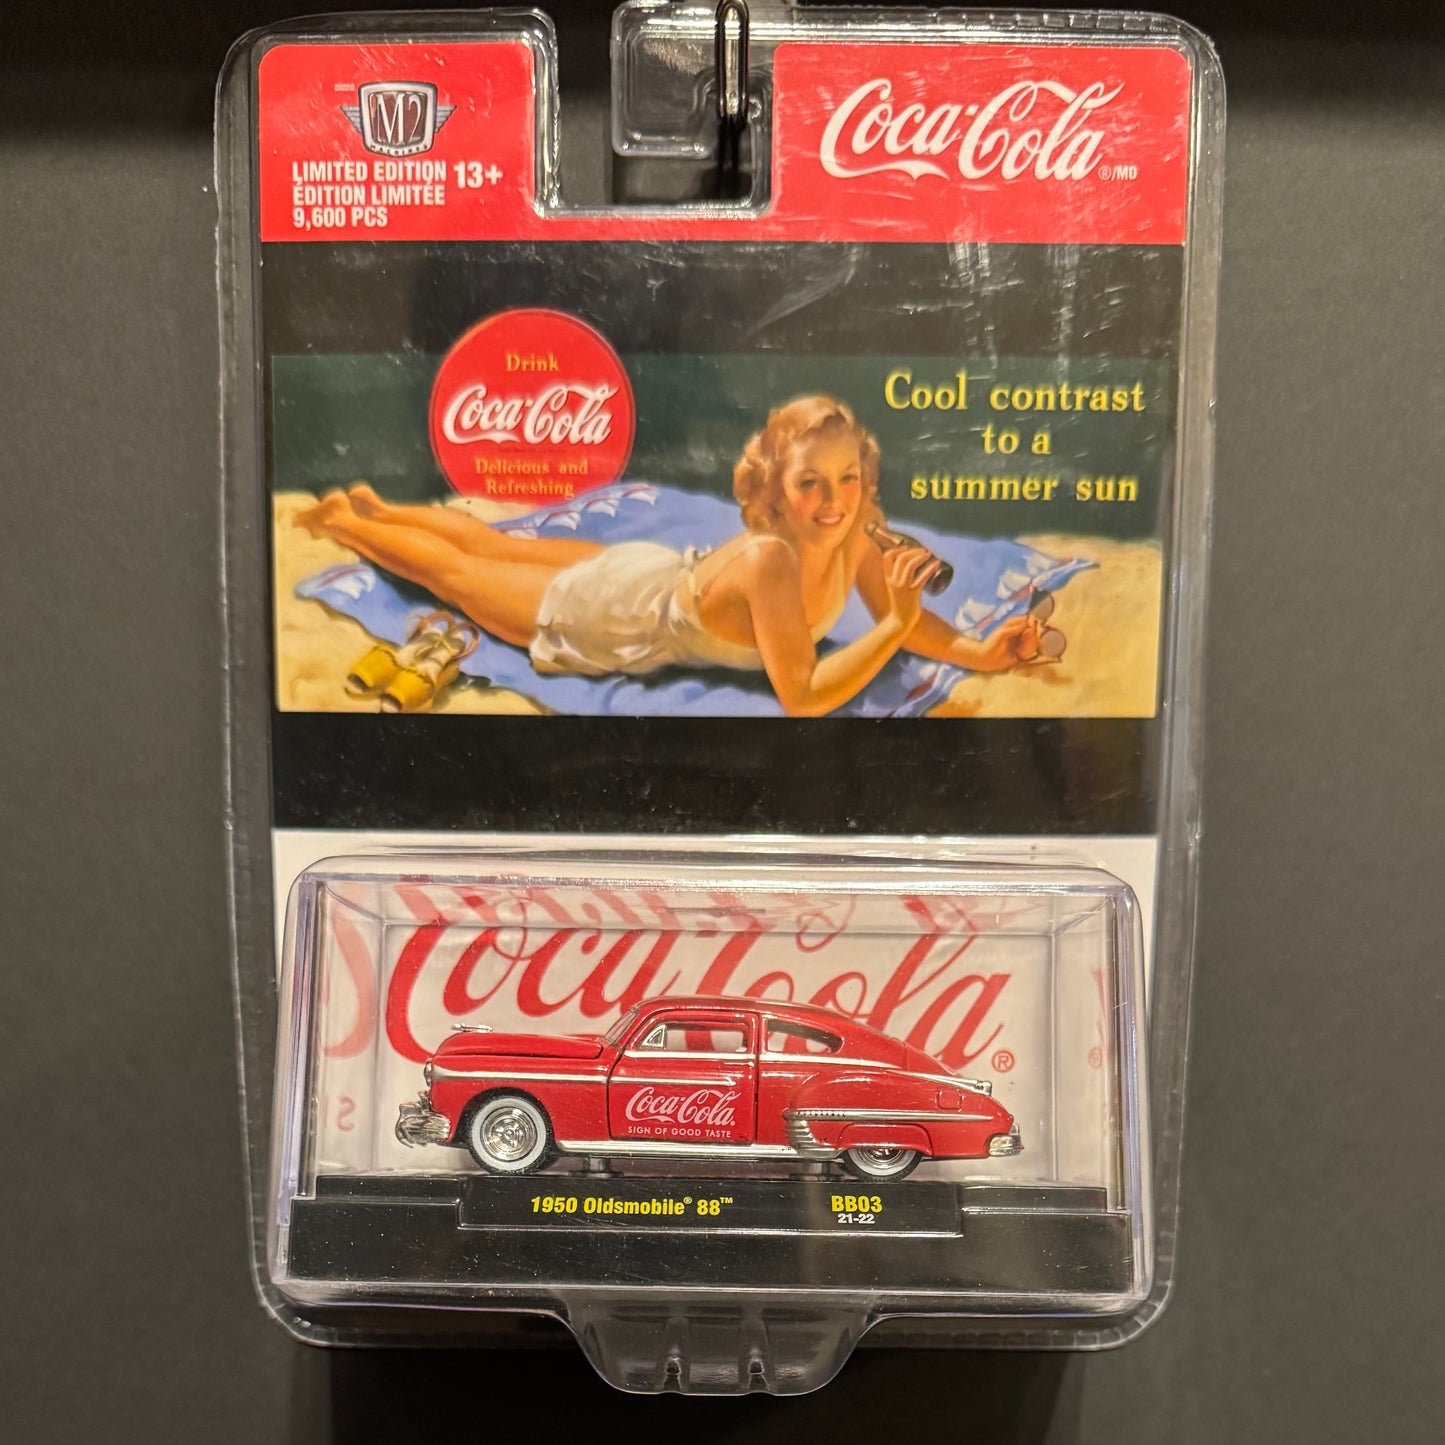 M2
MACHINES
LIMITED EDITION 13+
ÉDITION LIMITÉE
9,600 PCS
Coca-Cola ®/MD
Drink
Coca-Cola
Delicious and
Refreshing
Cool contrast
to a
summer sun
Coca-Cola®
Coca-Cola®
SIGN OF GOOD TASTE
1950 Oldsmobile® 88™ BB03
21-22